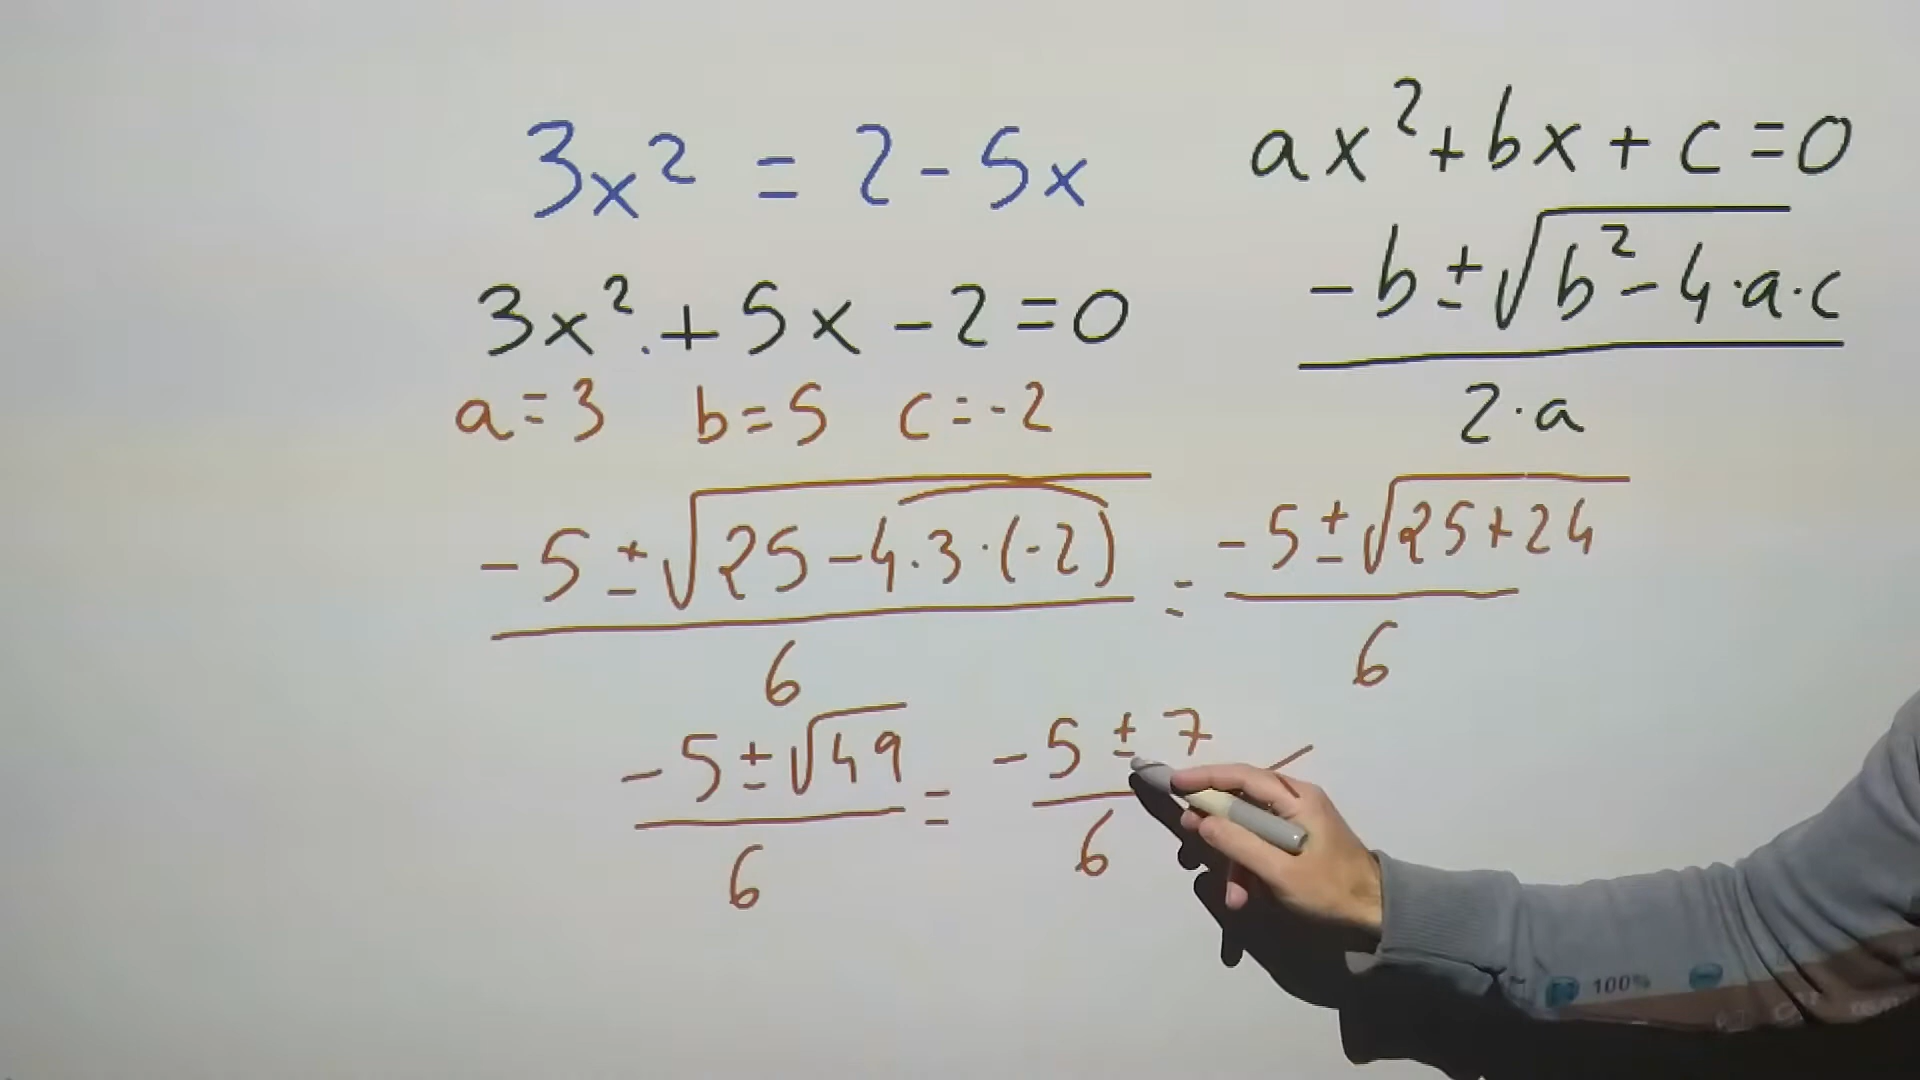 3x² = 2 - 5x
ax² + bx + c = 0
3x² + 5x - 2 = 0
-b ± √b² - 4·a·c
2·a
a = 3 b = 5 c = -2
-5 ± √25 - 4·3·(-2)
6
=
-5 ± √25 + 24
6
-5 ± √49
6
=
-5 ± 7
6
100%